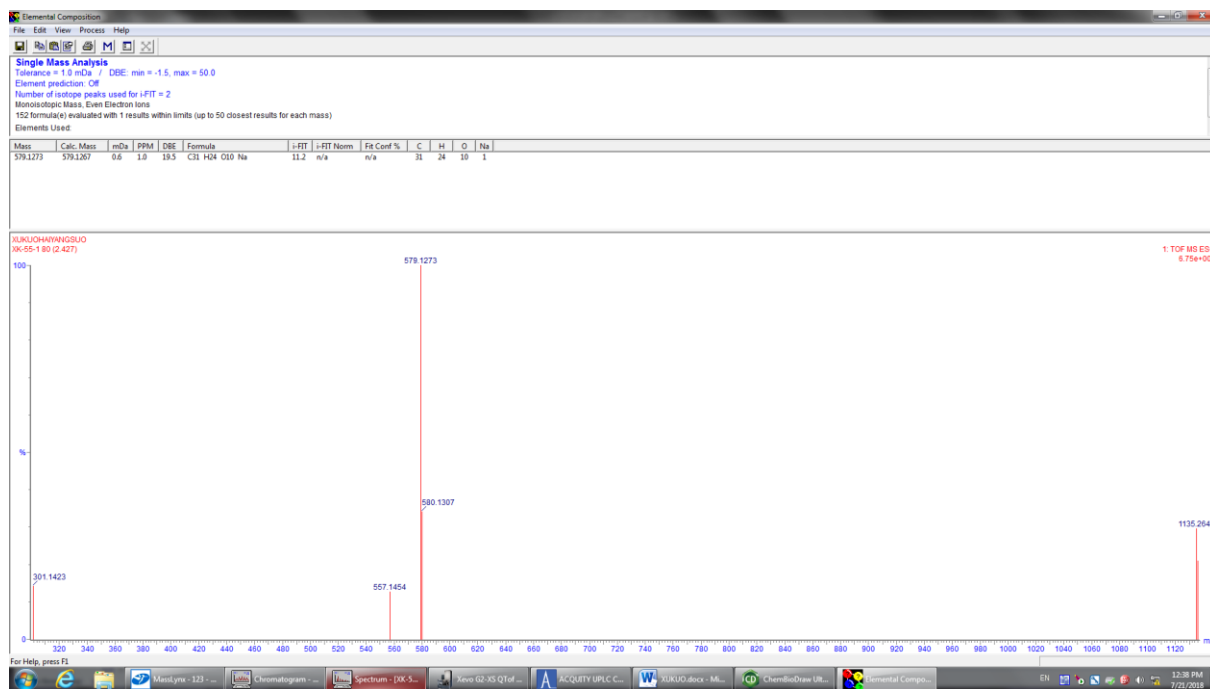 Elemental Composition
File Edit View Process Help
Single Mass Analysis
Tolerance = 1.0 mDa / DBE: min = -1.5, max = 50.0
Element prediction: Off
Number of isotope peaks used for i-FIT = 2
Monoisotopic Mass, Even Electron Ions
152 formula(e) evaluated with 1 results within limits (up to 50 closest results for each mass)
Elements Used:
Mass Calc. Mass mDa PPM DBE Formula i-FIT i-FIT Norm Fit Conf % C H O Na
579.1273 579.1267 0.6 1.0 19.5 C31 H24 O10 Na 11.2 n/a n/a 31 24 10 1
XUKUOHAIYANGSUO
XK-55-1 80 (2.427)
1: TOF MS ES
6.75e+00
100
579.1273
%
580.1307
1135.264
301.1423
557.1454
0
m
320 340 360 380 400 420 440 460 480 500 520 540 560 580 600 620 640 660 680 700 720 740 760 780 800 820 840 860 880 900 920 940 960 980 1000 1020 1040 1060 1080 1100 1120
For Help, press F1
MassLynx - 123 - ... Chromatogram - ... Spectrum - [XK-5... Xevo G2-XS QTof ... ACQUITY UPLC C... XUKUO.docx - Mi... ChemBioDraw Ult... Elemental Compo... EN 12:38 PM
7/21/2018